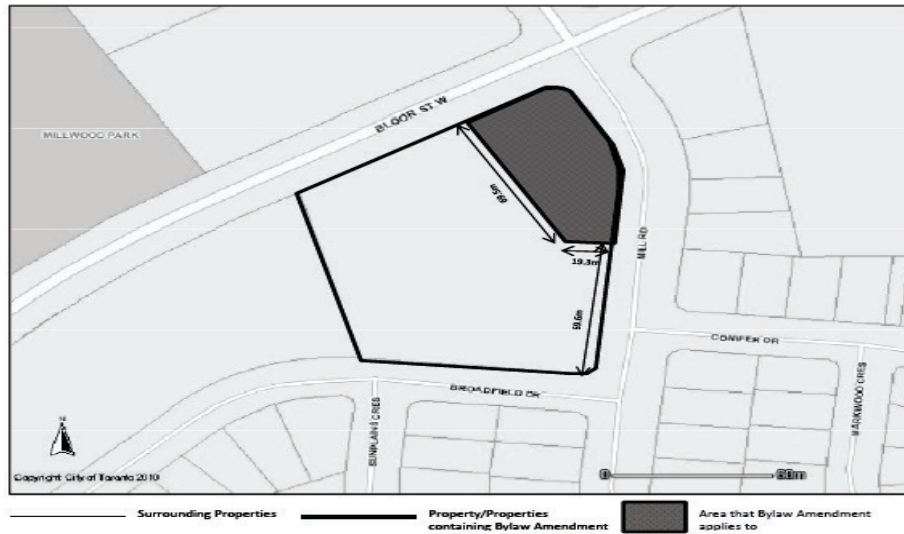 BLOOR ST W
MILLWOOD PARK
69.5m
19.3m
MILL RD
59.6m
CONIFER DR
MARKWOOD CRES
BROADFIELD DR
SUNPLAINS CRES
N
0 80m
Copyright: City of Toronto 2010
Surrounding Properties
Property/Properties
containing Bylaw Amendment
Area that Bylaw Amendment
applies to